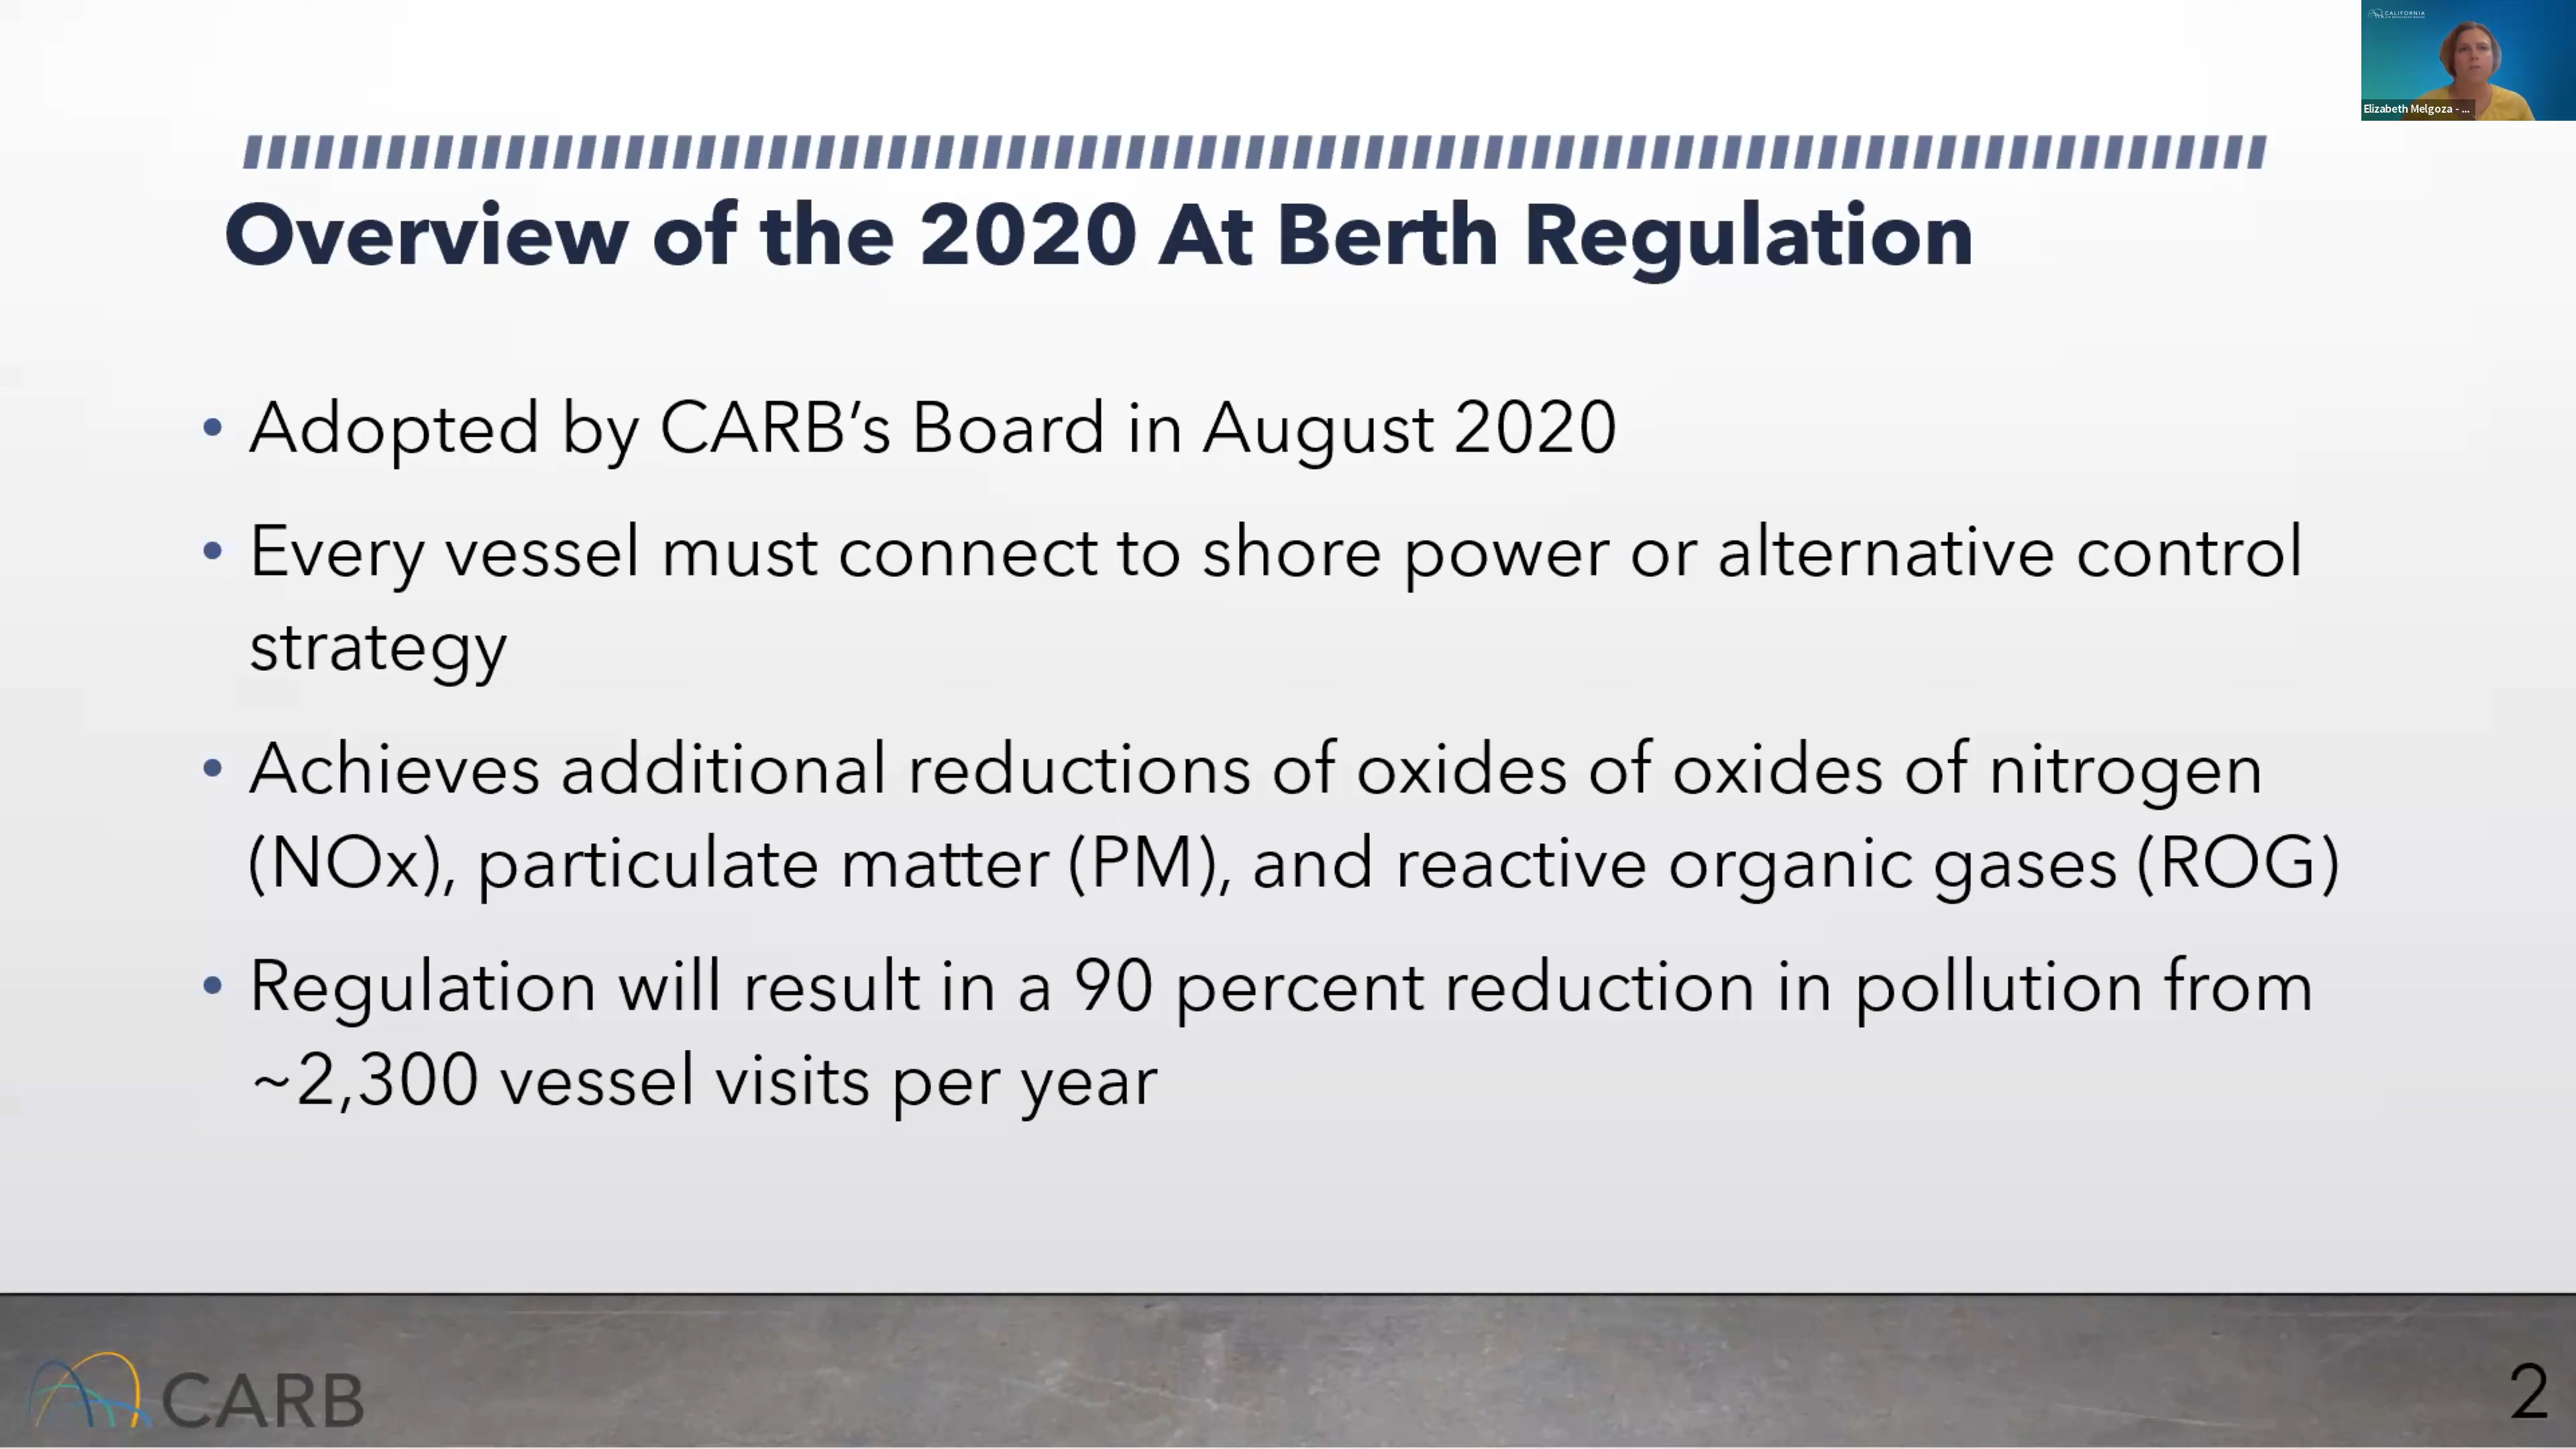 CALIFORNIA
Elizabeth Melgoza - ...
Overview of the 2020 At Berth Regulation
• Adopted by CARB’s Board in August 2020
• Every vessel must connect to shore power or alternative control
strategy
• Achieves additional reductions of oxides of oxides of nitrogen
(NOx), particulate matter (PM), and reactive organic gases (ROG)
• Regulation will result in a 90 percent reduction in pollution from
~2,300 vessel visits per year
CARB
2